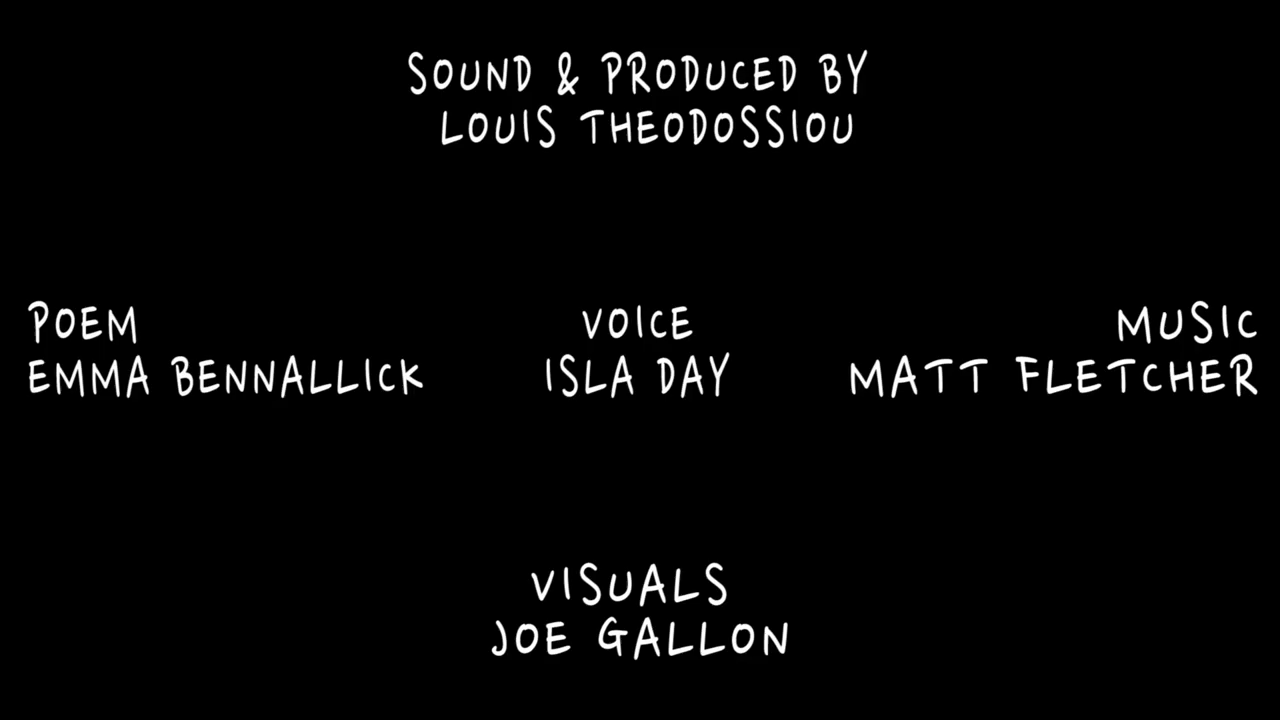 SOUND & PRODUCED BY
LOUIS THEODOSSIOU
POEM
EMMA BENNALLICK
VOICE
ISLA DAY
MUSIC
MATT FLETCHER
VISUALS
JOE GALLON